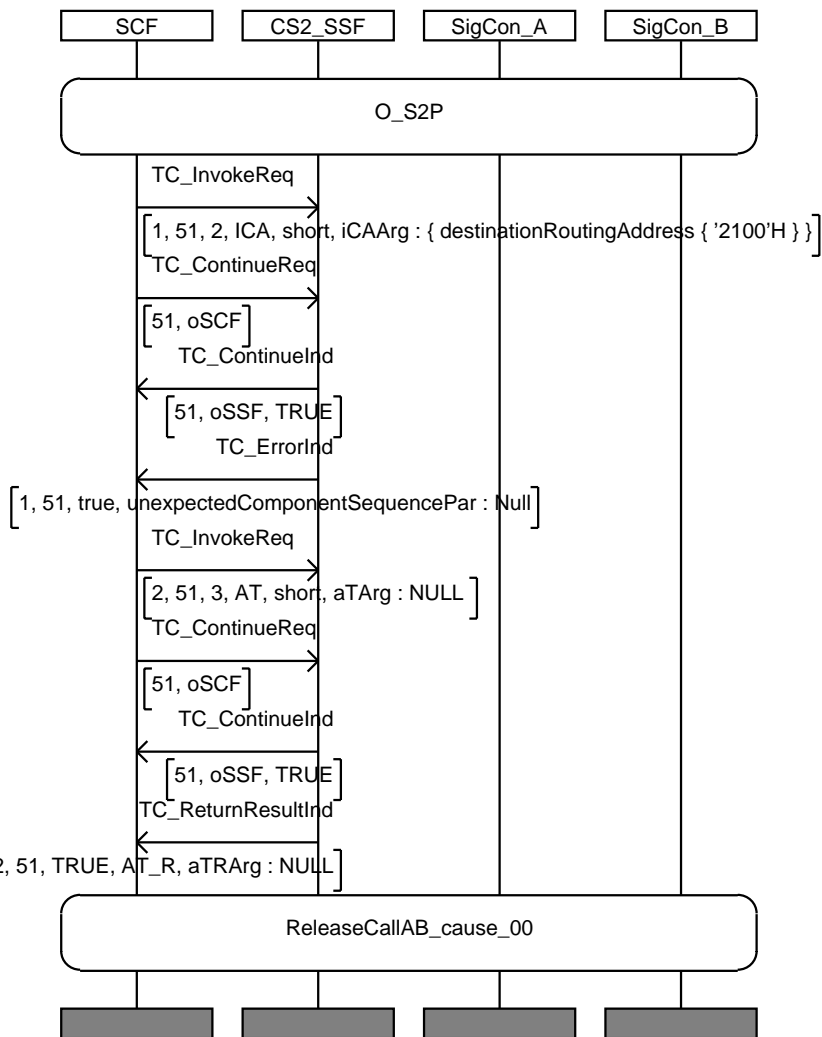 SCF CS2_SSF SigCon_A SigCon_B
O_S2P
TC_InvokeReq
1, 51, 2, ICA, short, iCAArg : { destinationRoutingAddress { '2100'H } }
TC_ContinueReq
51, oSCF
TC_ContinueInd
51, oSSF, TRUE
TC_ErrorInd
1, 51, true, unexpectedComponentSequencePar : Null
TC_InvokeReq
2, 51, 3, AT, short, aTArg : NULL
TC_ContinueReq
51, oSCF
TC_ContinueInd
51, oSSF, TRUE
TC_ReturnResultInd
2, 51, TRUE, AT_R, aTRArg : NULL
ReleaseCallAB_cause_00